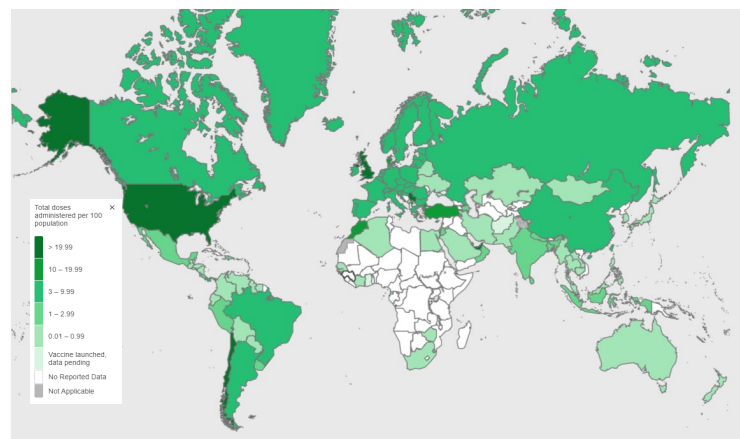 Total doses ✕
administered per 100
population
> 19.99
10 – 19.99
3 – 9.99
1 – 2.99
0.01 – 0.99
Vaccine launched,
data pending
No Reported Data
Not Applicable